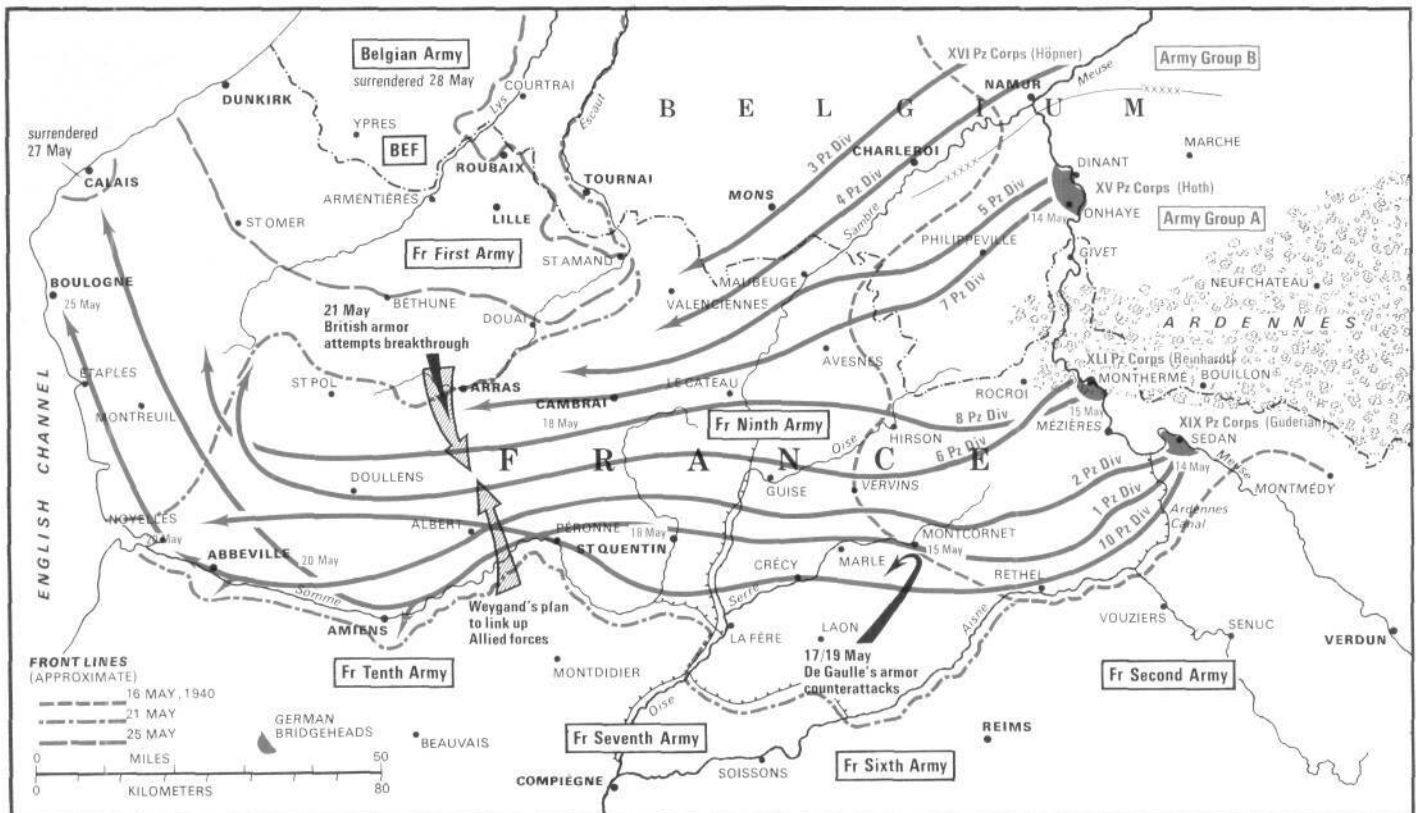 Belgian Army
surrendered 28 May
XVI Pz Corps (Höpner)
Meuse
Army Group B
NAMUR
DUNKIRK
COURTRAI
Lys
Escaut
B E L G I U M
XXXXX
YPRES
BEF
surrendered
27 May
CALAIS
ROUBAIX
TOURNAI
ARMENTIÈRES
LILLE
MONS
CHARLEROI
3 Pz Div
4 Pz Div
XXXXX
MARCHE
DINANT
XV Pz Corps (Hoth)
ONHAYE
14 May
Army Group A
5 Pz Div
Sambre
PHILIPPEVILLE
7 Pz Div
GIVET
ST OMER
Fr First Army
ST AMAND
MAUBEUGE
VALENCIENNES
NEUFCHATEAU
ARDENNES
BOULOGNE
25 May
BÉTHUNE
DOUAI
21 May
British armor
attempts breakthrough
AVESNES
XLI Pz Corps (Reinhardt)
MONTHERME
BOUILLON
ROCROI
15 May
MÉZIÈRES
ETAPLES
MONTREUIL
ST POL
ARRAS
CAMBRAI
18 May
LE CATEAU
Fr Ninth Army
Oise
HIRSON
8 Pz Div
6 Pz Div
XIX Pz Corps (Guderian)
SEDAN
14 May
Meuse
MONTMÉDY
ENGLISH CHANNEL
F R A N C E
DOULLENS
GUISE
VERVINS
2 Pz Div
1 Pz Div
10 Pz Div
Ardennes
Canal
NOYELLES
20 May
ABBEVILLE
20 May
ALBERT
PÉRONNE
18 May
ST QUENTIN
MONTCORNET
15 May
MARLE
CRÉCY
Serre
RETHEL
Somme
AMIENS
Weygand's plan
to link up
Allied forces
LA FÈRE
LAON
Aisne
VOUZIERS
SENUC
VERDUN
17/19 May
De Gaulle's armor
counterattacks
Fr Tenth Army
MONTDIDIER
Fr Second Army
FRONT LINES
(APPROXIMATE)
16 MAY, 1940
21 MAY
25 MAY
GERMAN
BRIDGEHEADS
0 MILES 50
0 KILOMETERS 80
BEAUVAIS
Oise
Fr Seventh Army
COMPIÉGNE
SOISSONS
Fr Sixth Army
REIMS